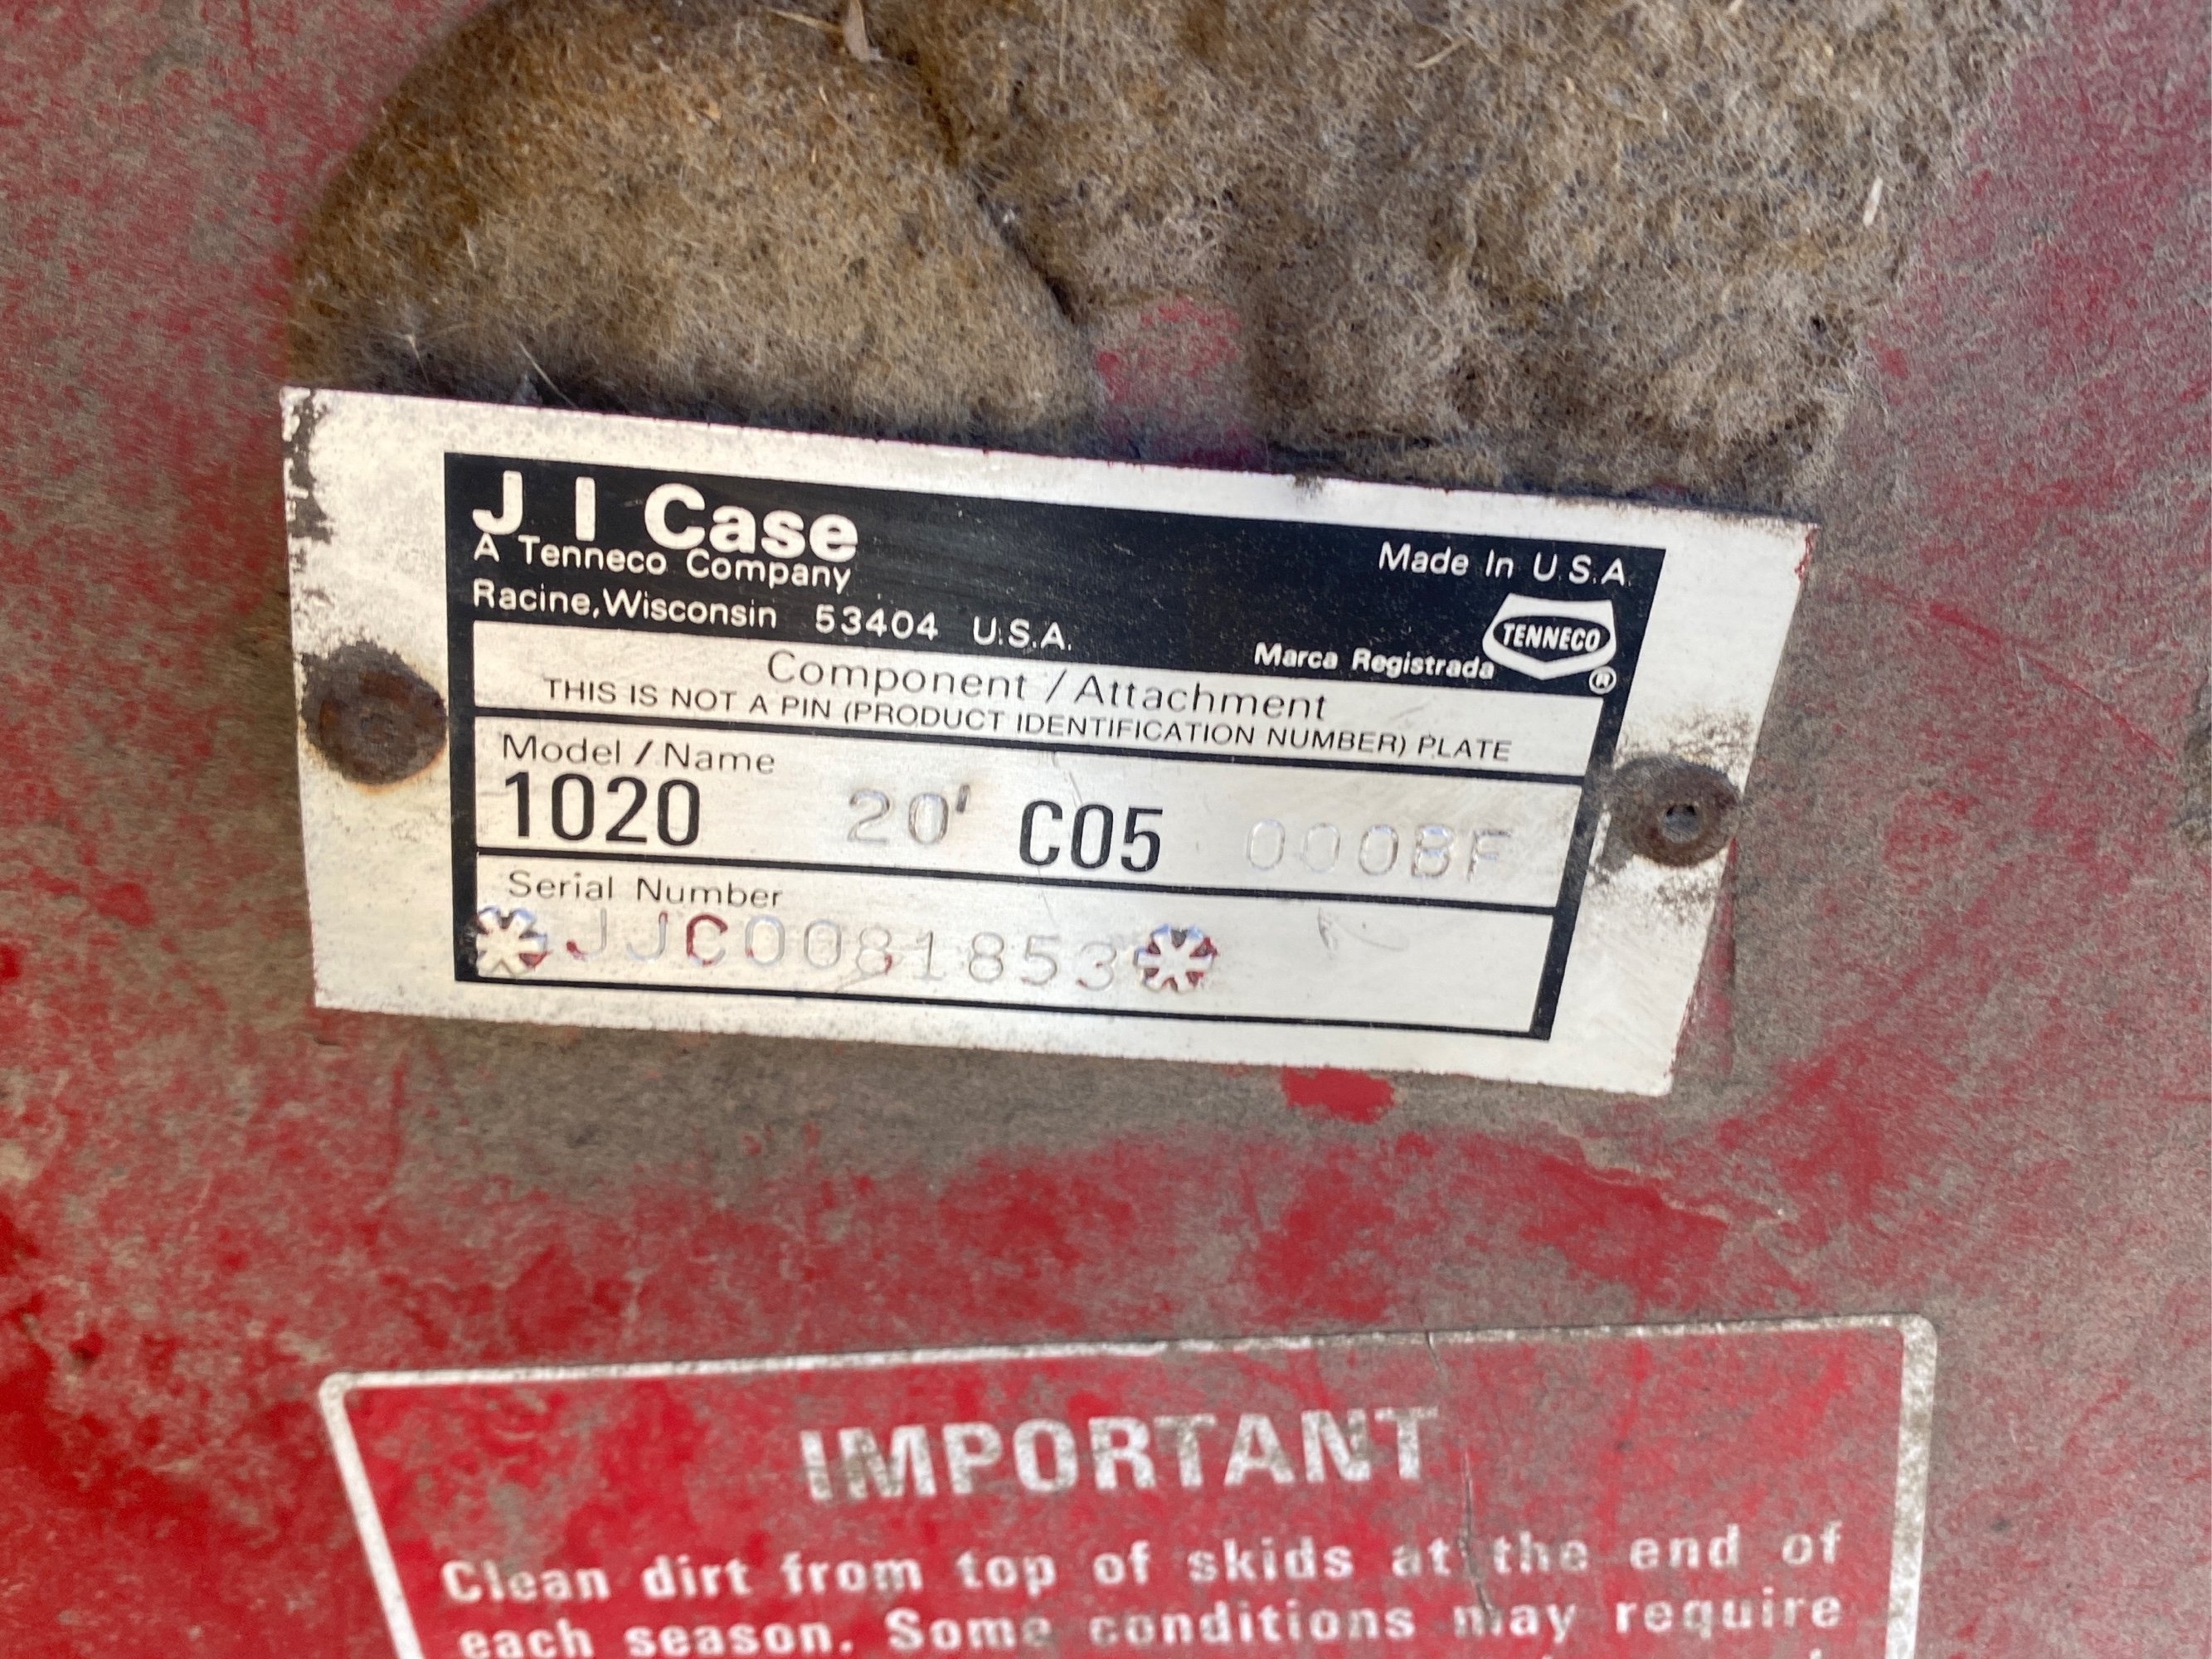 J I Case
A Tenneco Company
Racine, Wisconsin 53404 U.S.A.
Made In U.S.A.
Marca Registrada
TENNECO
®
Component / Attachment
THIS IS NOT A PIN (PRODUCT IDENTIFICATION NUMBER) PLATE
Model / Name
1020 20' C05 000BF
Serial Number
*JJC0081853*
IMPORTANT
Clean dirt from top of skids at the end of
each season. Some conditions may require